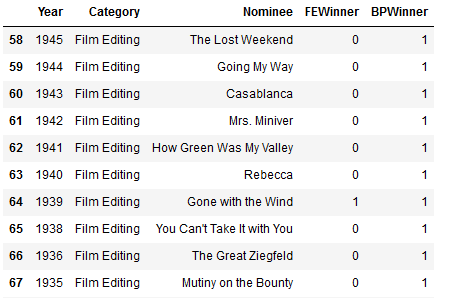 Year Category Nominee FEWinner BPWinner
58 1945 Film Editing The Lost Weekend 0 1
59 1944 Film Editing Going My Way 0 1
60 1943 Film Editing Casablanca 0 1
61 1942 Film Editing Mrs. Miniver 0 1
62 1941 Film Editing How Green Was My Valley 0 1
63 1940 Film Editing Rebecca 0 1
64 1939 Film Editing Gone with the Wind 1 1
65 1938 Film Editing You Can't Take It with You 0 1
66 1936 Film Editing The Great Ziegfeld 0 1
67 1935 Film Editing Mutiny on the Bounty 0 1